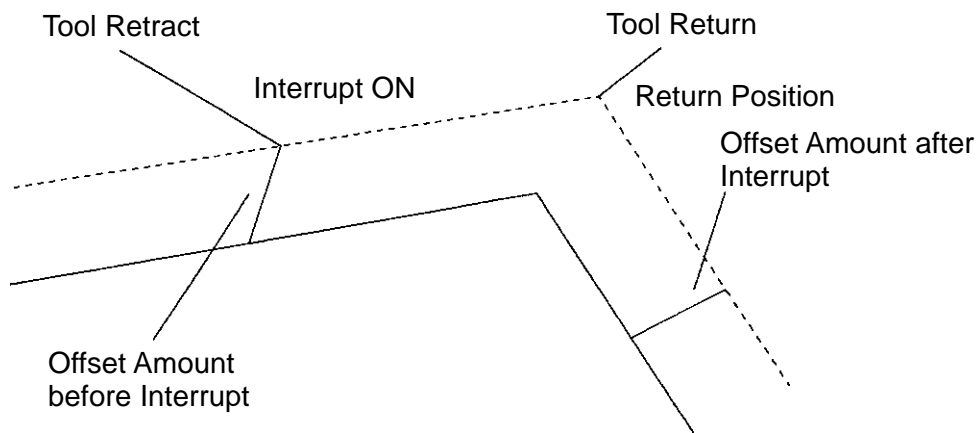 Tool Retract
Tool Return
Interrupt ON
Return Position
Offset Amount after
Interrupt
Offset Amount
before Interrupt